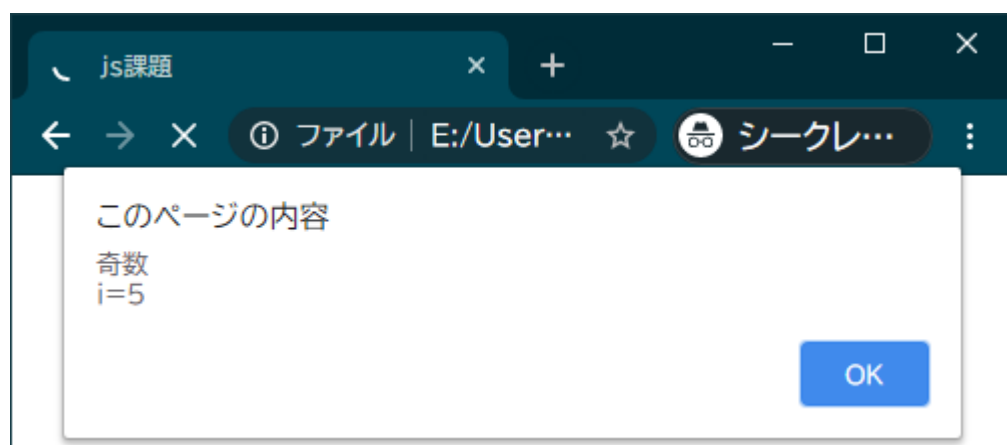 js課題
ファイル | E:/User… シークレ…
このページの内容
奇数
i=5
OK